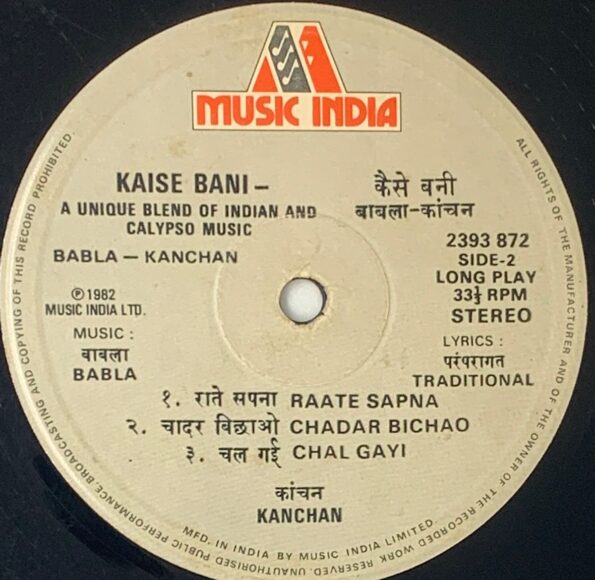 MUSIC INDIA
KAISE BANI –
A UNIQUE BLEND OF INDIAN AND
CALYPSO MUSIC
BABLA – KANCHAN
कैसे बनी
बाबला-कांचन
2393 872
SIDE-2
LONG PLAY
33⅓ RPM
STEREO
Ⓟ1982
MUSIC INDIA LTD.
MUSIC :
बाबला
BABLA
LYRICS :
परंपरागत
TRADITIONAL
१. राते सपना RAATE SAPNA
२. चादर बिछाओ CHADAR BICHAO
३. चल गई CHAL GAYI
कांचन
KANCHAN
MFD. IN INDIA BY MUSIC INDIA LIMITED.
ALL RIGHTS OF THE MANUFACTURER AND OF THE OWNER OF THE RECORDED WORK RESERVED. UNAUTHORISED PUBLIC PERFORMANCE BROADCASTING AND COPYING OF THIS RECORD PROHIBITED.